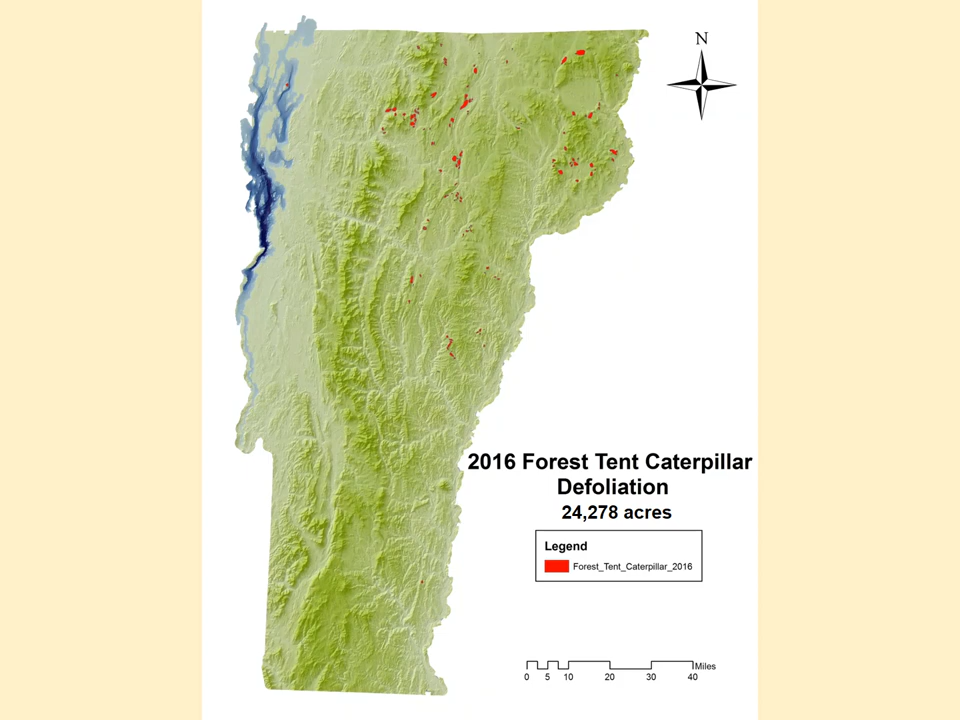 N
2016 Forest Tent Caterpillar
Defoliation
24,278 acres
Legend
Forest_Tent_Caterpillar_2016
Miles
0 5 10 20 30 40